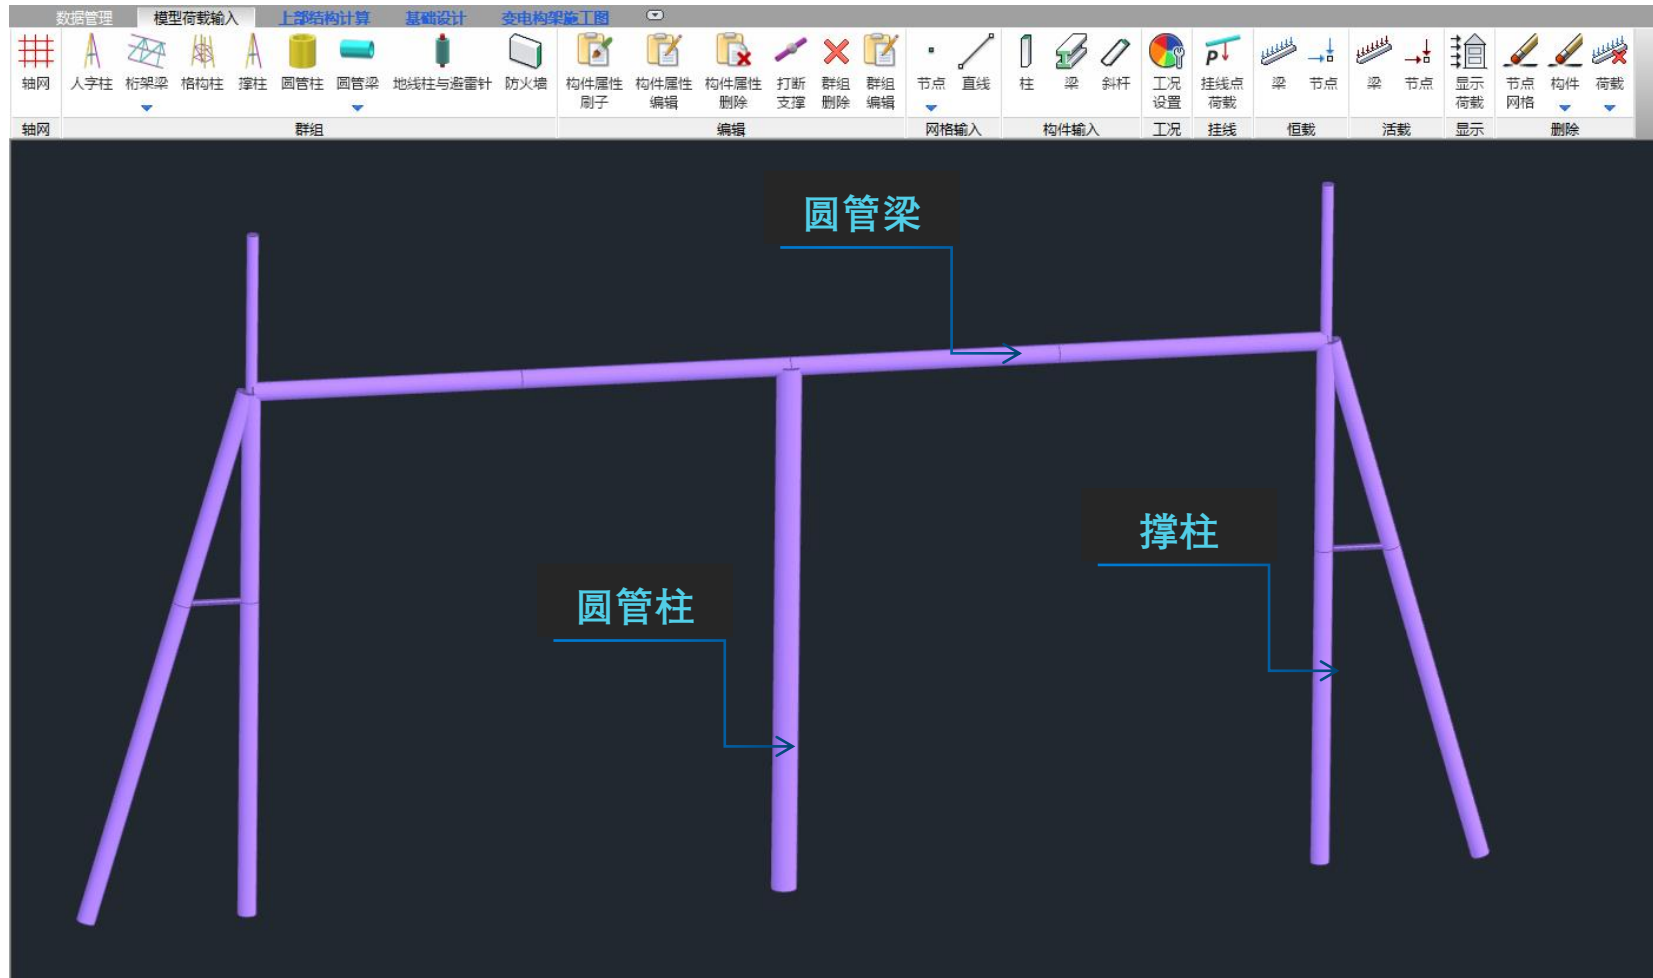 数据管理 模型荷载输入 上部结构计算 基础设计 变电构架施工图
轴网 人字柱 桁架梁 格构柱 撑柱 圆管柱 圆管梁 地线柱与避雷针 防火墙 构件属性刷子 构件属性编辑 构件属性删除 打断支撑 群组删除 群组编辑 节点 直线 柱 梁 斜杆 工况设置 挂线点荷载 梁 节点 梁 节点 显示荷载 节点网格 构件 荷载
轴网 群组 编辑 网格输入 构件输入 工况 挂线 恒载 活载 显示 删除
圆管梁
撑柱
圆管柱